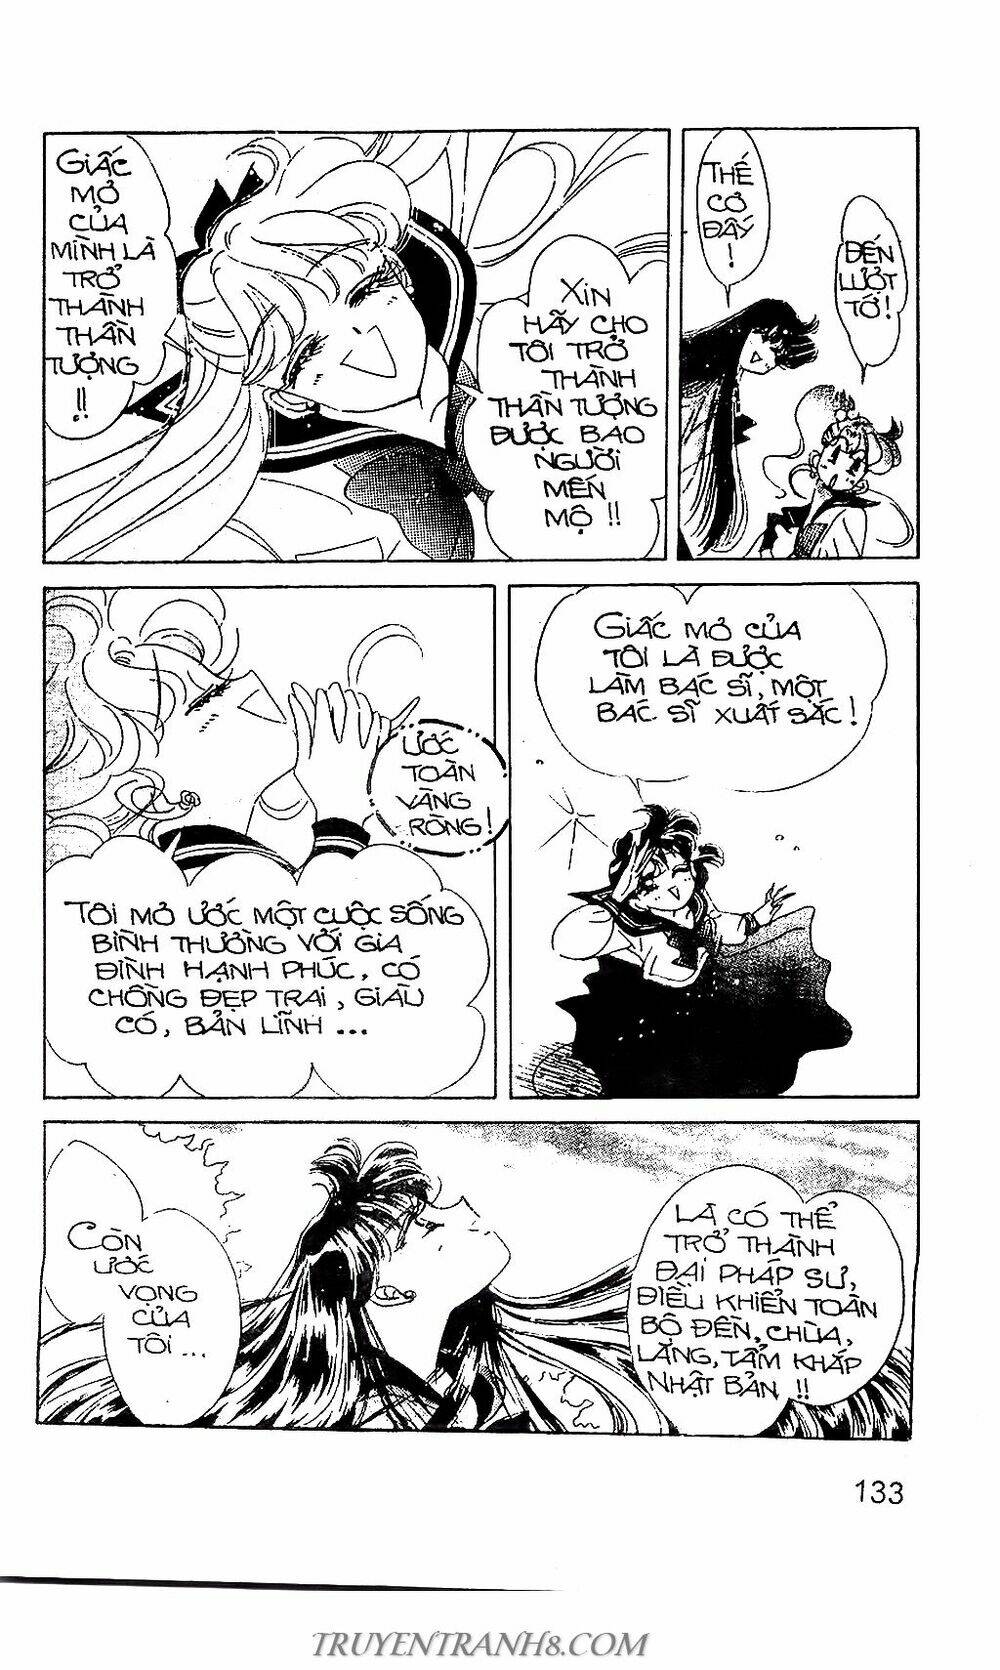 GIẤC
MƠ
CỦA
MÌNH LÀ
TRỞ
THÀNH
THẦN
TƯỢNG
!!
XIN
HÃY CHO
TÔI TRỞ
THÀNH
THẦN TƯỢNG
ĐƯỢC BAO
NGƯỜI
MẾN
MỘ !!
THẾ
CƠ
ĐẤY
!
ĐẾN
LƯỢT
TỚ!
ƯỚC
TOÀN
VÀNG
RÒNG!
TÔI MƠ ƯỚC MỘT CUỘC SỐNG
BÌNH THƯỜNG VỚI GIA
ĐÌNH HẠNH PHÚC, CÓ
CHỒNG ĐẸP TRAI, GIÀU
CÓ, BẢN LĨNH ...
GIẤC MƠ CỦA
TÔI LÀ ĐƯỢC
LÀM BÁC SĨ, MỘT
BÁC SĨ XUẤT SẮC!
CÒN
ƯỚC
VỌNG
CỦA
TÔI ...
LÀ CÓ THỂ
TRỞ THÀNH
ĐẠI PHÁP SƯ,
ĐIỀU KHIỂN TOÀN
BỘ ĐỀN, CHÙA,
LĂNG, TẨM KHẮP
NHẬT BẢN !!
133
TRUYENTRANH8.COM